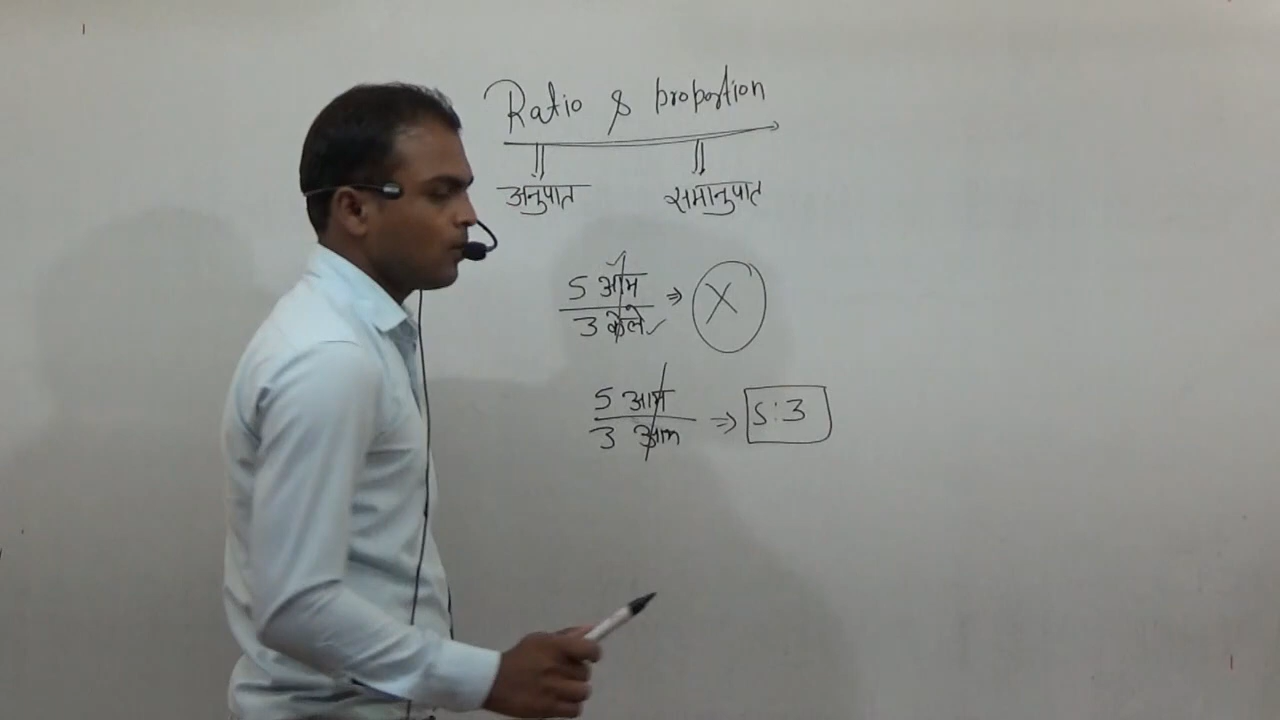 Ratio & proportion
अनुपात समानुपात
5 आम
3 केले ⇒ X
5 आम
3 आम ⇒ 5:3